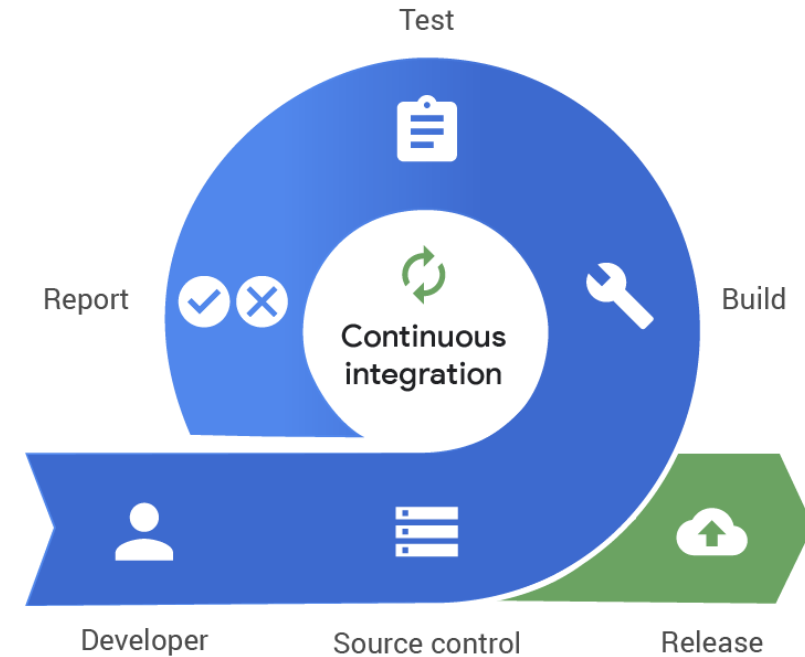 Test
Report
Continuous
integration
Build
Developer
Source control
Release